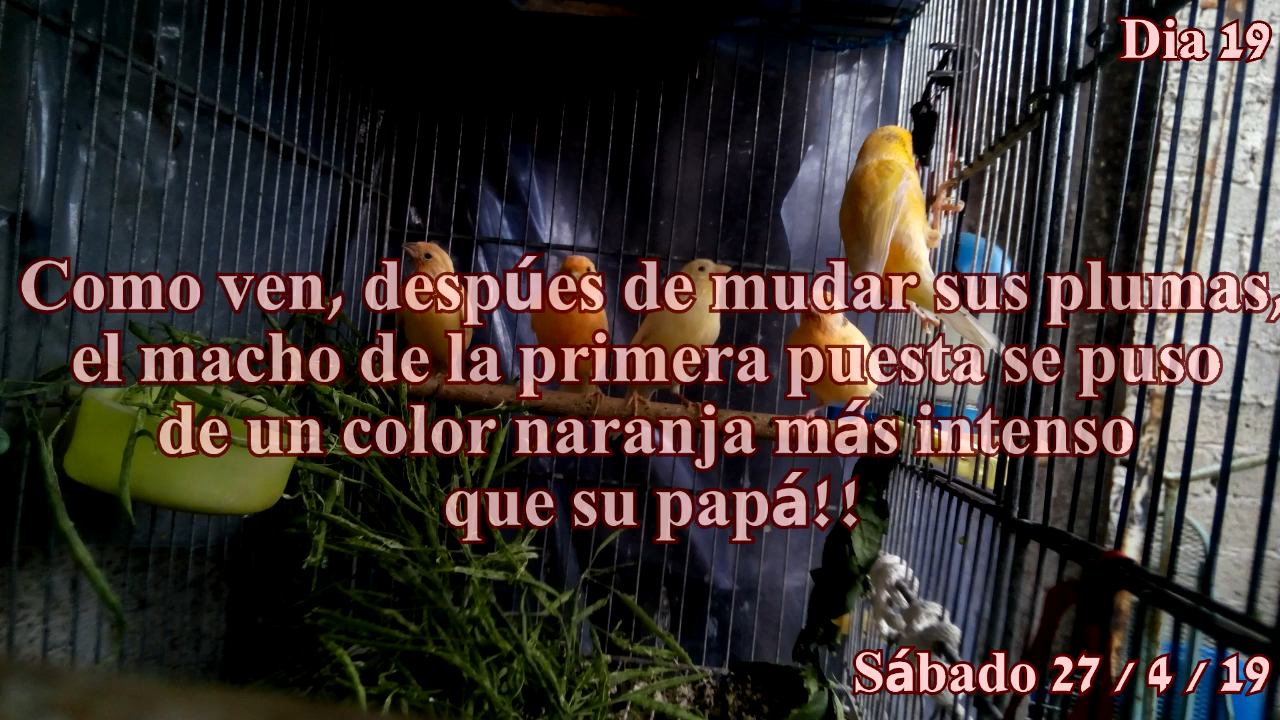 Dia 19
Como ven, despúes de mudar sus plumas,
el macho de la primera puesta se puso
de un color naranja más intenso
que su papá!!
Sábado 27 / 4 / 19